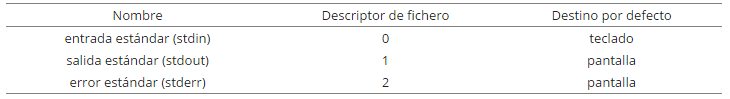 Nombre Descriptor de fichero Destino por defecto
entrada estándar (stdin) 0 teclado
salida estándar (stdout) 1 pantalla
error estándar (stderr) 2 pantalla